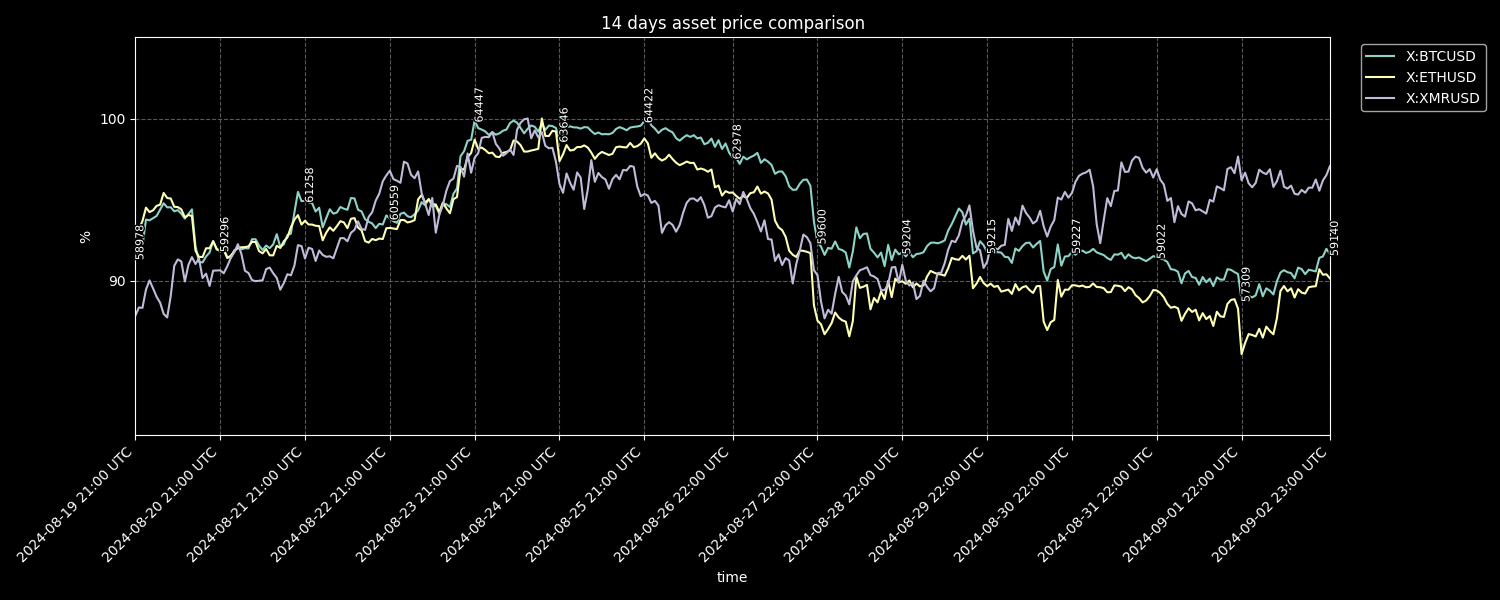 14 days asset price comparison
X:BTCUSD
X:ETHUSD
X:XMRUSD
100
90
%
58978
59296
61258
60559
64447
63646
64422
62978
59600
59204
59215
59227
59022
57309
59140
2024-08-19 21:00 UTC
2024-08-20 21:00 UTC
2024-08-21 21:00 UTC
2024-08-22 21:00 UTC
2024-08-23 21:00 UTC
2024-08-24 21:00 UTC
2024-08-25 21:00 UTC
2024-08-26 22:00 UTC
2024-08-27 22:00 UTC
2024-08-28 22:00 UTC
2024-08-29 22:00 UTC
2024-08-30 22:00 UTC
2024-08-31 22:00 UTC
2024-09-01 22:00 UTC
2024-09-02 23:00 UTC
time